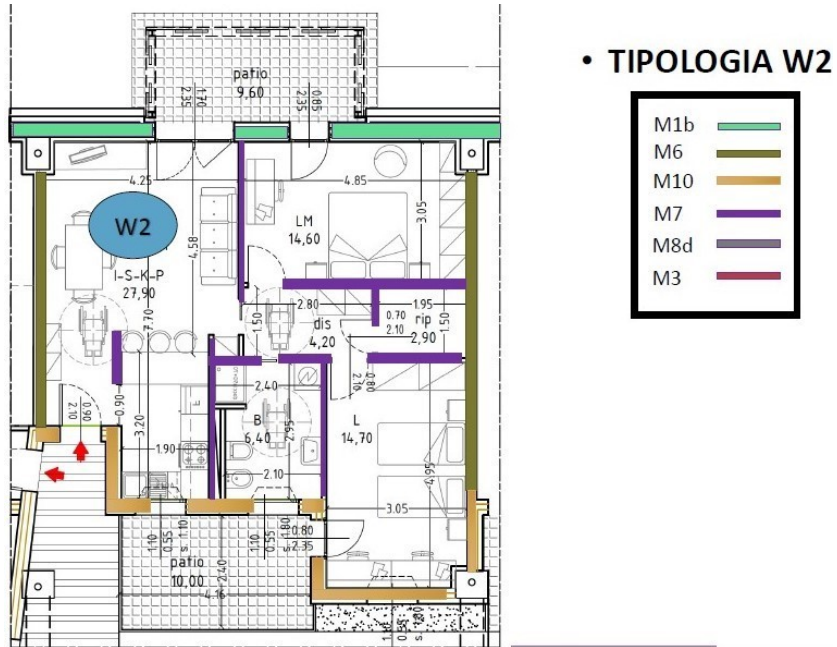 • TIPOLOGIA W2
M1b
M6
M10
M7
M8d
M3
patio
9,60
1.70
2.35
0.85
2.35
4.25
4.85
W2
4.58
3.05
LM
14,60
I-S-K-P
27,90
7.70
2.80
1.95
1.50
dis
4,20
0.70
2.10
rip
2,90
1.50
0.90
2.10
0.90
3.20
1.90
2.40
B
6,40
2.95
2.10
0.80
2.10
L
14,70
4.95
3.05
1.10
0.55
s. 1.10
1.10
0.55
s. 1.80
0.80
2.35
patio
10,00
2.40
4.16